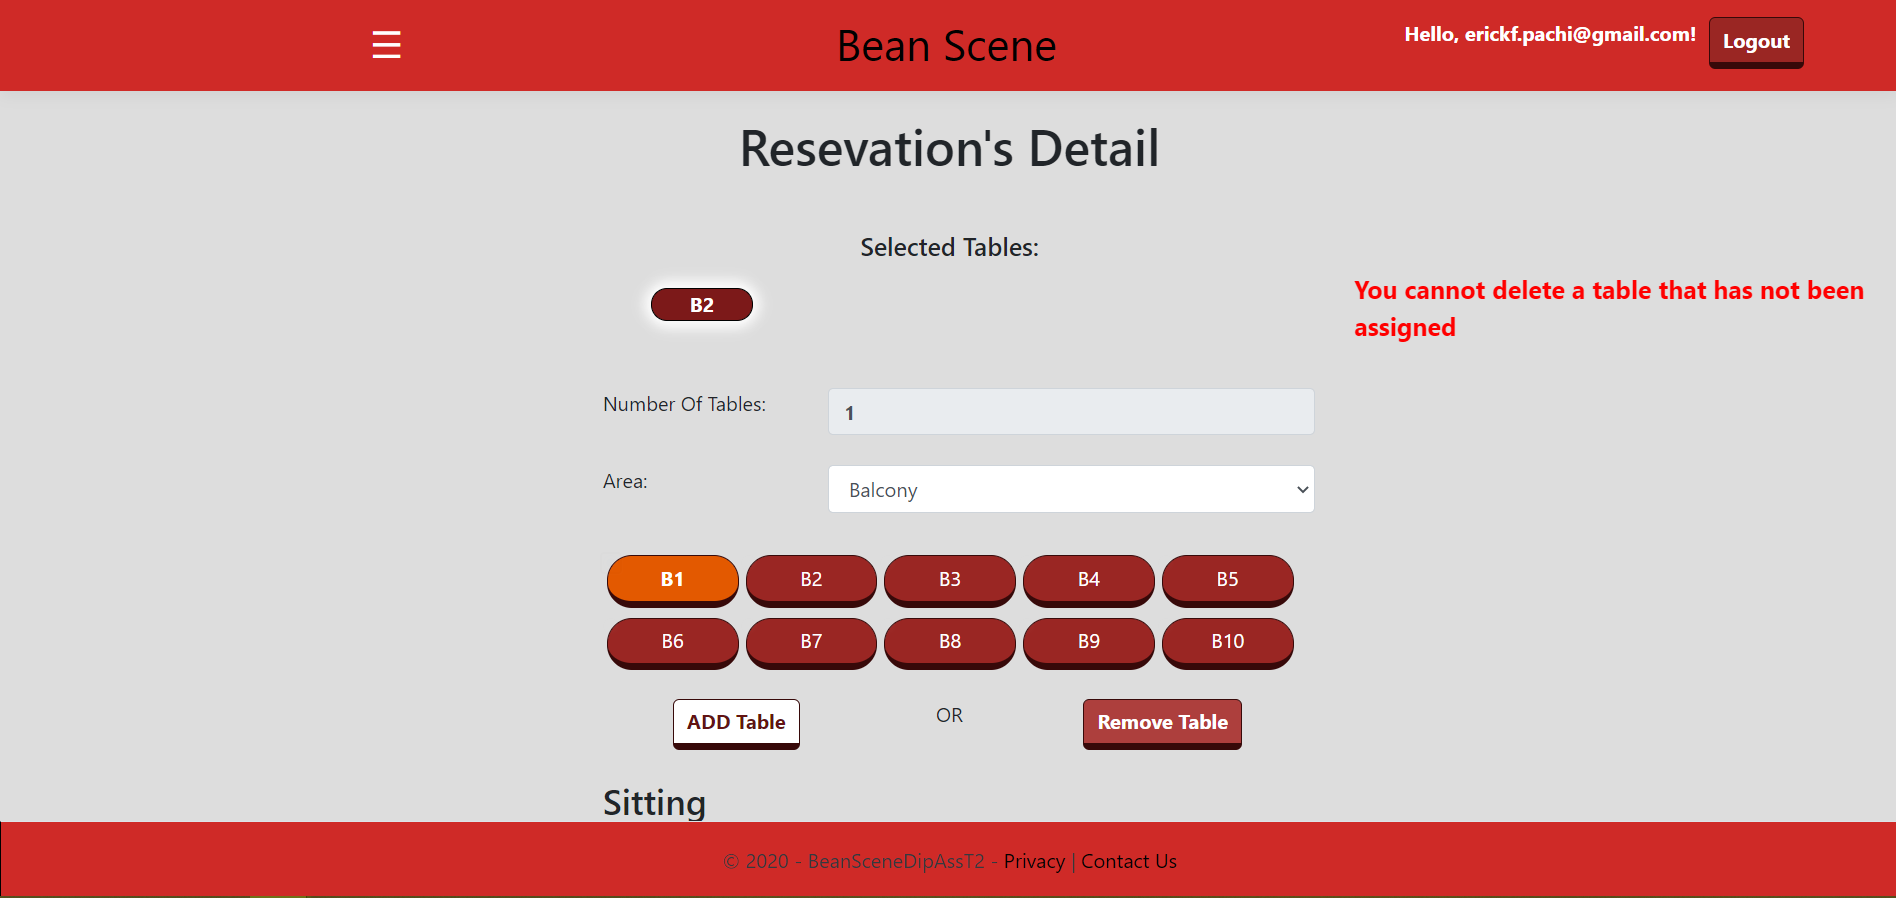 ☰
Bean Scene
Hello, erickf.pachi@gmail.com!
Logout
Resevation's Detail
Selected Tables:
B2
You cannot delete a table that has not been
assigned
Number Of Tables:
1
Area:
Balcony
B1 B2 B3 B4 B5
B6 B7 B8 B9 B10
ADD Table OR Remove Table
Sitting
© 2020 - BeanSceneDipAssT2 - Privacy | Contact Us